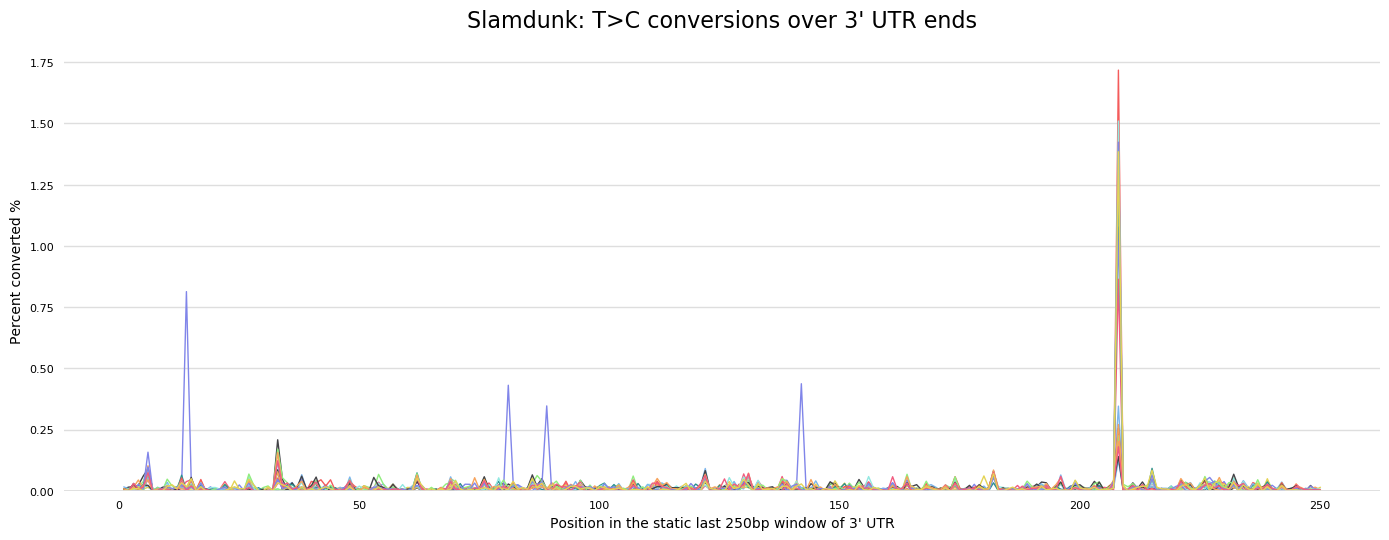 Slamdunk: T>C conversions over 3' UTR ends
Percent converted %
1.75
1.50
1.25
1.00
0.75
0.50
0.25
0.00
0 50 100 150 200 250
Position in the static last 250bp window of 3' UTR